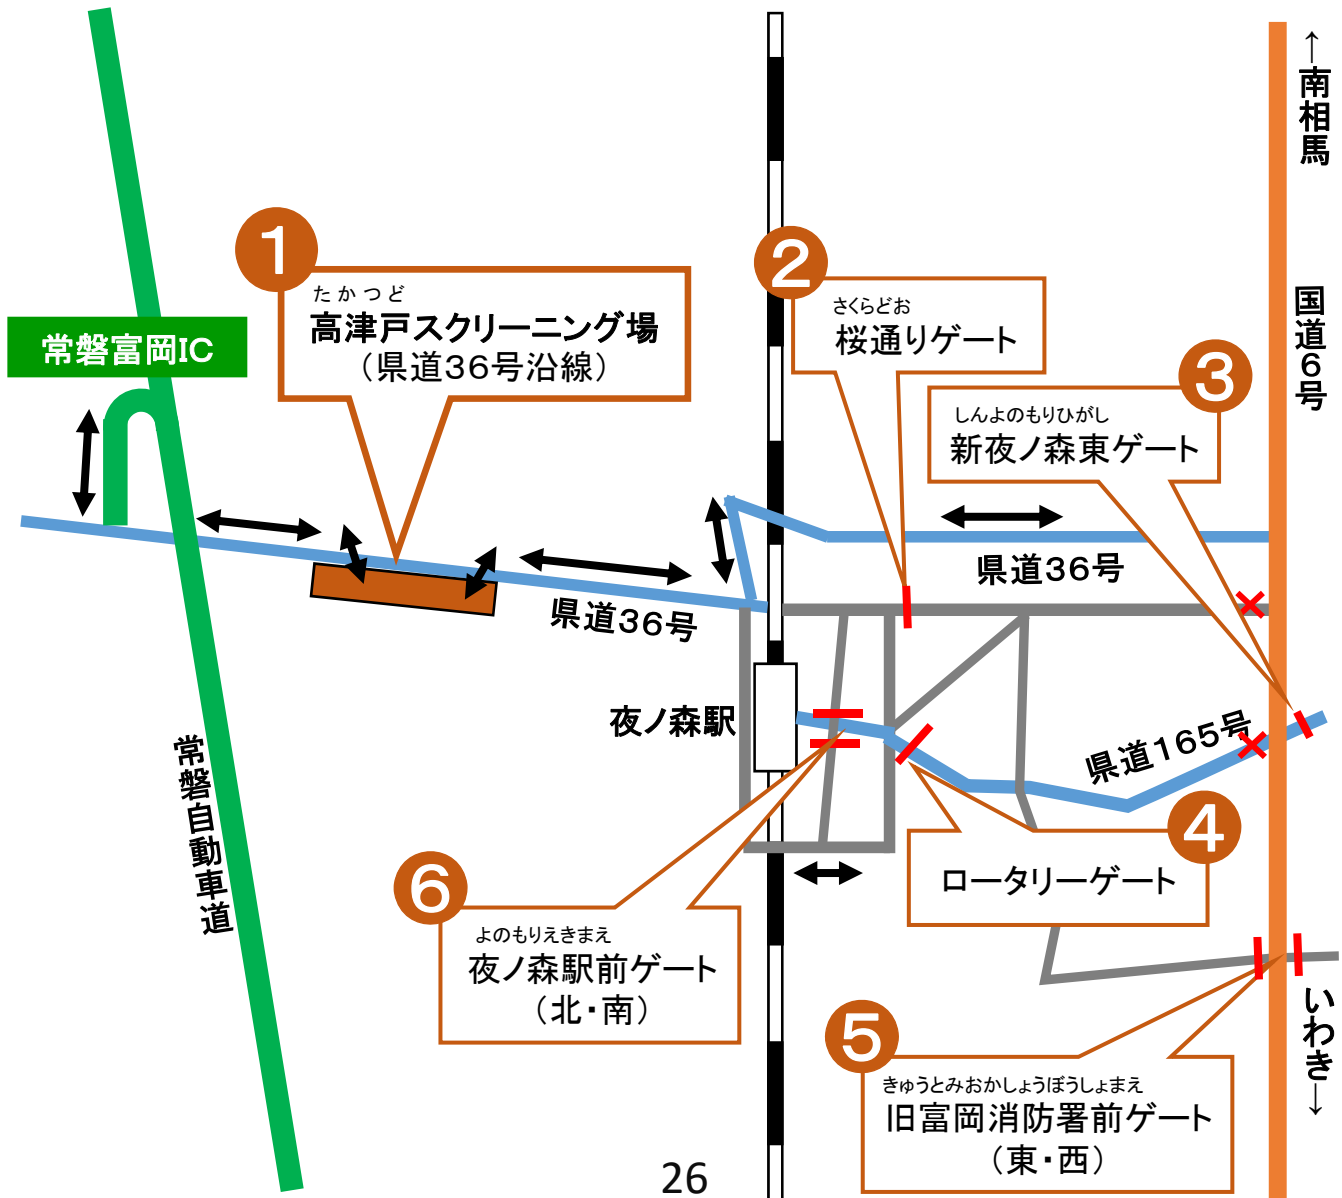 ↑南相馬
国道6号
1
たかつど
高津戸スクリーニング場
（県道36号沿線）
2
さくらどお
桜通りゲート
常磐富岡IC
3
しんよのもりひがし
新夜ノ森東ゲート
県道36号
県道36号
夜ノ森駅
県道165号
常磐自動車道
4
ロータリーゲート
6
よのもりえきまえ
夜ノ森駅前ゲート
（北・南）
5
きゅうとみおかしょうぼうしょまえ
旧富岡消防署前ゲート
（東・西）
いわき→
26